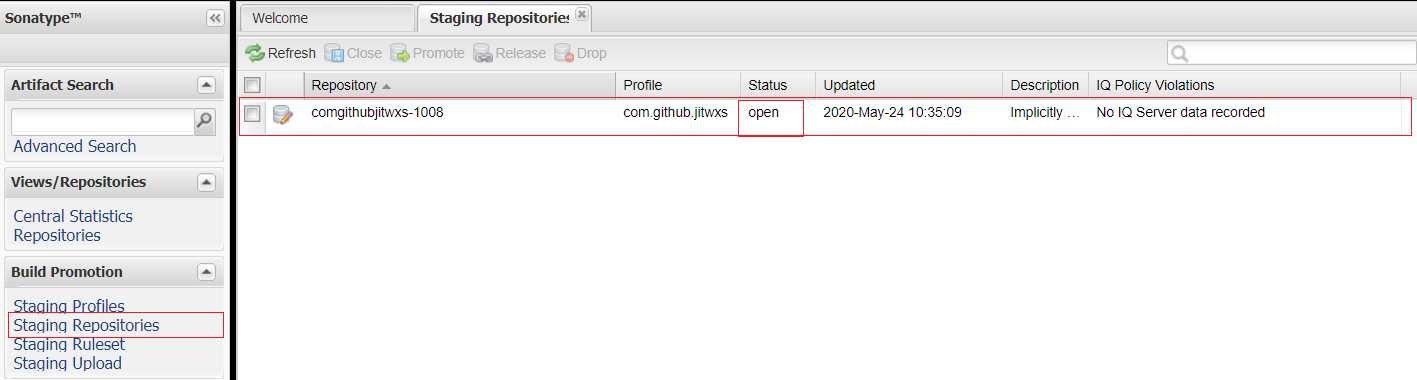 Sonatype™
Welcome
Staging Repositories
Refresh Close Promote Release Drop
Artifact Search
Advanced Search
Views/Repositories
Central Statistics
Repositories
Build Promotion
Staging Profiles
Staging Repositories
Staging Ruleset
Staging Upload
Repository Profile Status Updated Description IQ Policy Violations
comgithubjitwxs-1008 com.github.jitwxs open 2020-May-24 10:35:09 Implicitly ... No IQ Server data recorded